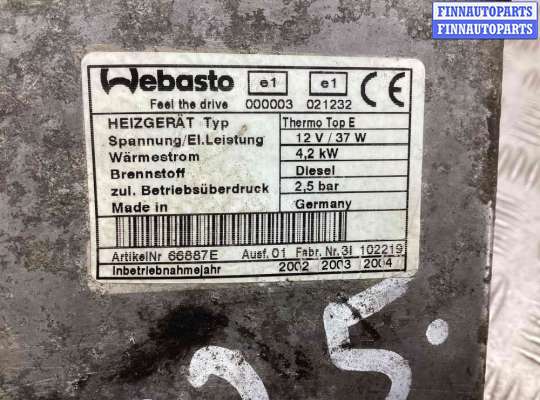 FINNAUTOPARTS
FINNAUTOPARTS
Webasto
Feel the drive
e1 e1
000003 021232
HEIZGERÄT Typ Thermo Top E
Spannung/El.Leistung 12 V / 37 W
Wärmestrom 4,2 kW
Brennstoff Diesel
zul. Betriebsüberdruck 2,5 bar
Made in Germany
ArtikelNr 66887E Ausf. 01 Fabr. Nr. 3I 102219
Inbetriebnahmejahr 2002 2003 2004
25.